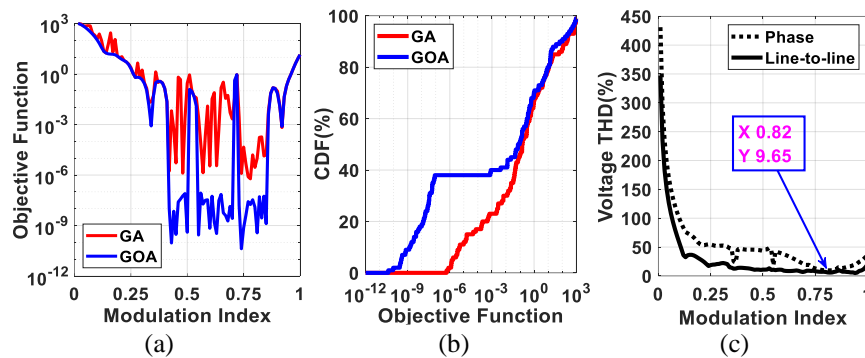 10^3
10^0
10^-3
10^-6
10^-9
10^-12
Objective Function
GA
GOA
0 0.25 0.5 0.75 1
Modulation Index
(a)
100
80
60
40
20
0
CDF(%)
GA
GOA
10^-12 10^-9 10^-6 10^-3 10^0 10^3
Objective Function
(b)
450
400
350
300
250
200
150
100
50
0
Voltage THD(%)
Phase
Line-to-line
X 0.82
Y 9.65
0 0.25 0.5 0.75 1
Modulation Index
(c)